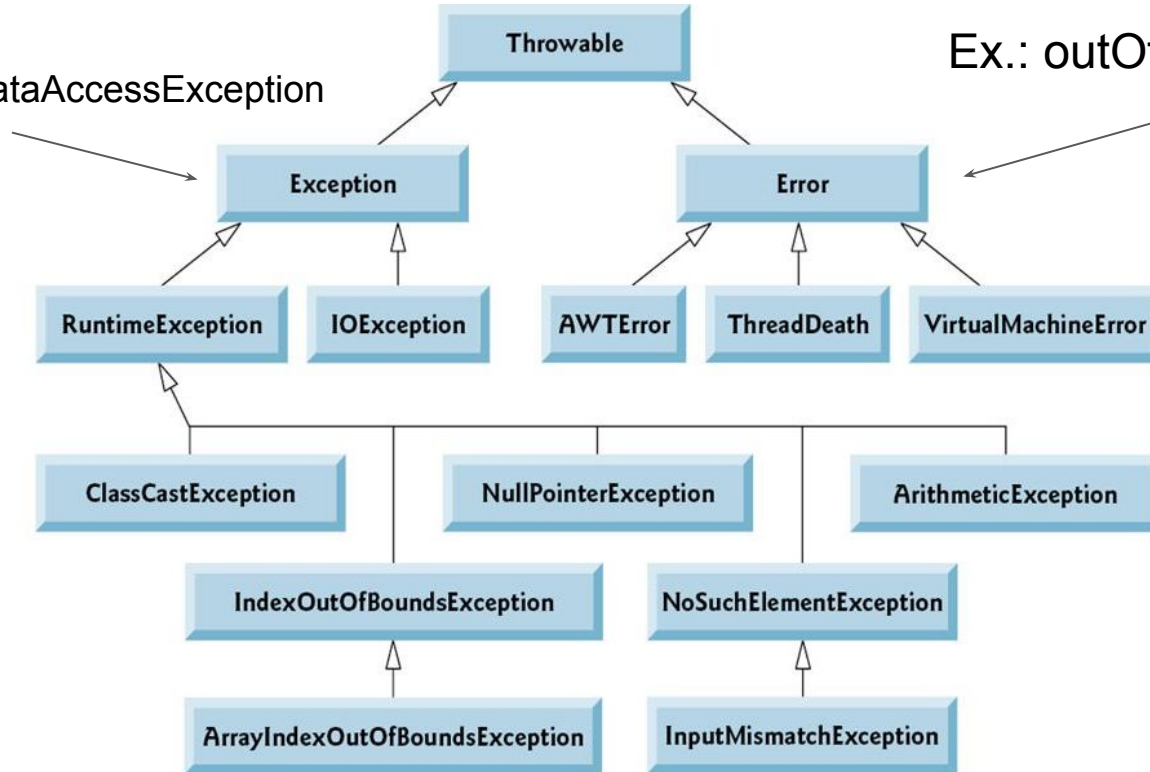 Throwable
Ex.: outOf
ataAccessException
Exception
Error
RuntimeException
IOException
AWTError
ThreadDeath
VirtualMachineError
ClassCastException
NullPointerException
ArithmeticException
IndexOutOfBoundsException
NoSuchElementException
ArrayIndexOutOfBoundsException
InputMismatchException